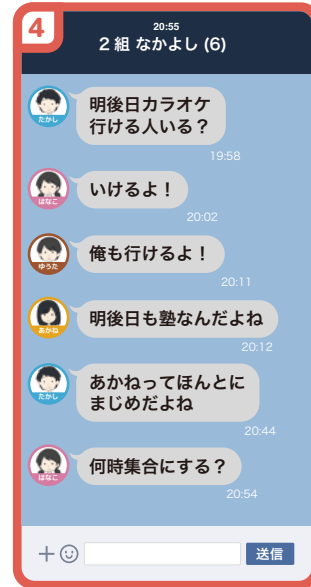 4
20:55
2組 なかよし (6)
明後日カラオケ
行ける人いる？
たかし
19:58
いけるよ！
はなこ
20:02
俺も行けるよ！
ゆうた
20:11
明後日も塾なんだよね
あかね
20:12
あかねってほんとに
まじめだよね
たかし
20:44
何時集合にする？
はなこ
20:54
送信